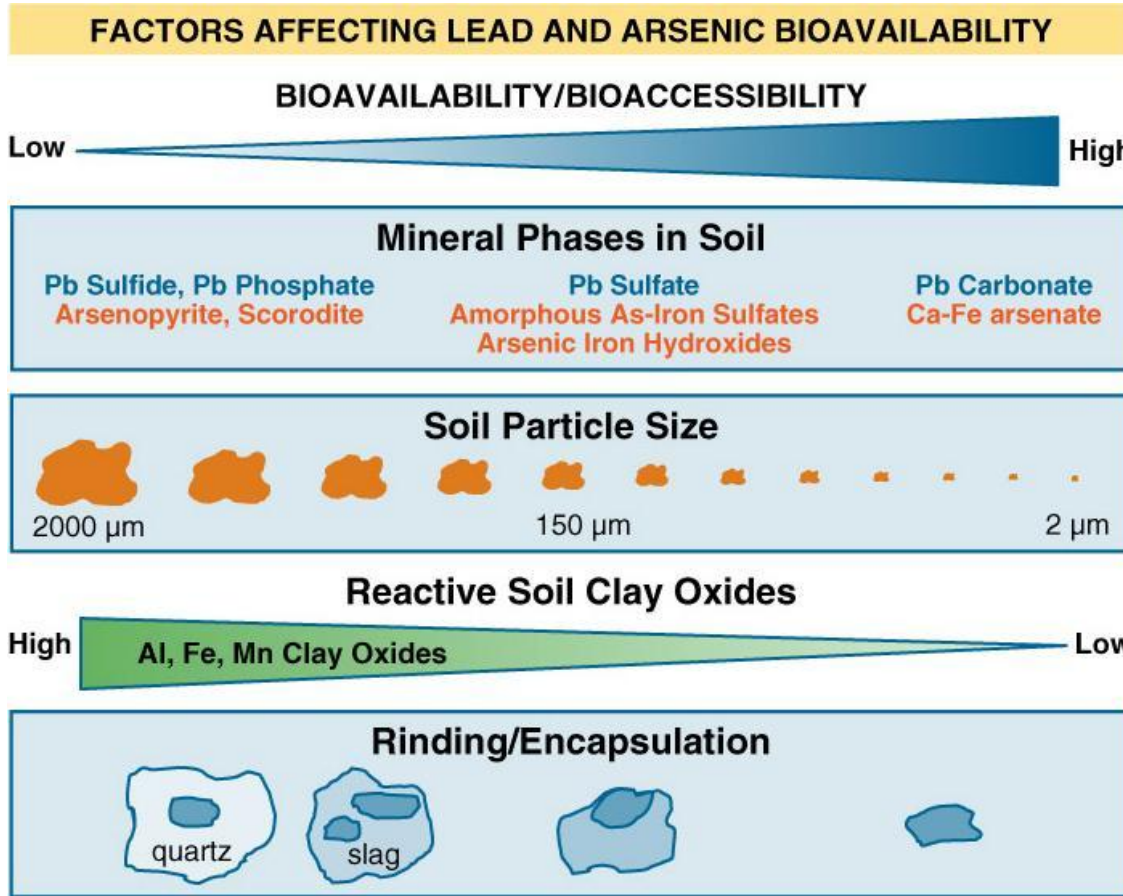 FACTORS AFFECTING LEAD AND ARSENIC BIOAVAILABILITY
BIOAVAILABILITY/BIOACCESSIBILITY
Low
High
Mineral Phases in Soil
Pb Sulfide, Pb Phosphate
Arsenopyrite, Scorodite
Pb Sulfate
Amorphous As-Iron Sulfates
Arsenic Iron Hydroxides
Pb Carbonate
Ca-Fe arsenate
Soil Particle Size
2000 µm
150 µm
2 µm
Reactive Soil Clay Oxides
High
Al, Fe, Mn Clay Oxides
Low
Rinding/Encapsulation
quartz
slag